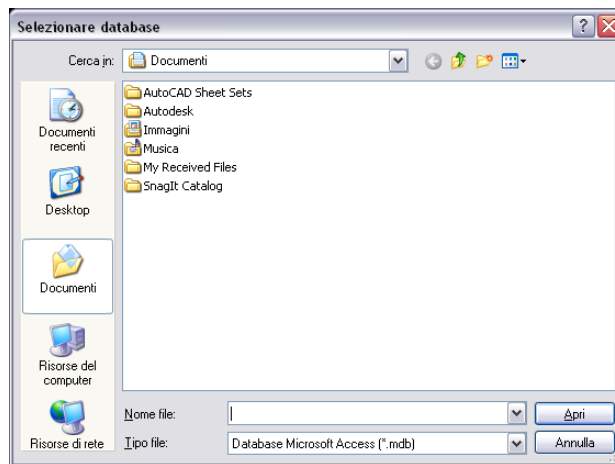 Selezionare database
Cerca in:
Documenti
AutoCAD Sheet Sets
Autodesk
Immagini
Musica
My Received Files
SnagIt Catalog
Documenti
recenti
Desktop
Documenti
Risorse del
computer
Risorse di rete
Nome file:
Apri
Tipo file:
Database Microsoft Access (*.mdb)
Annulla